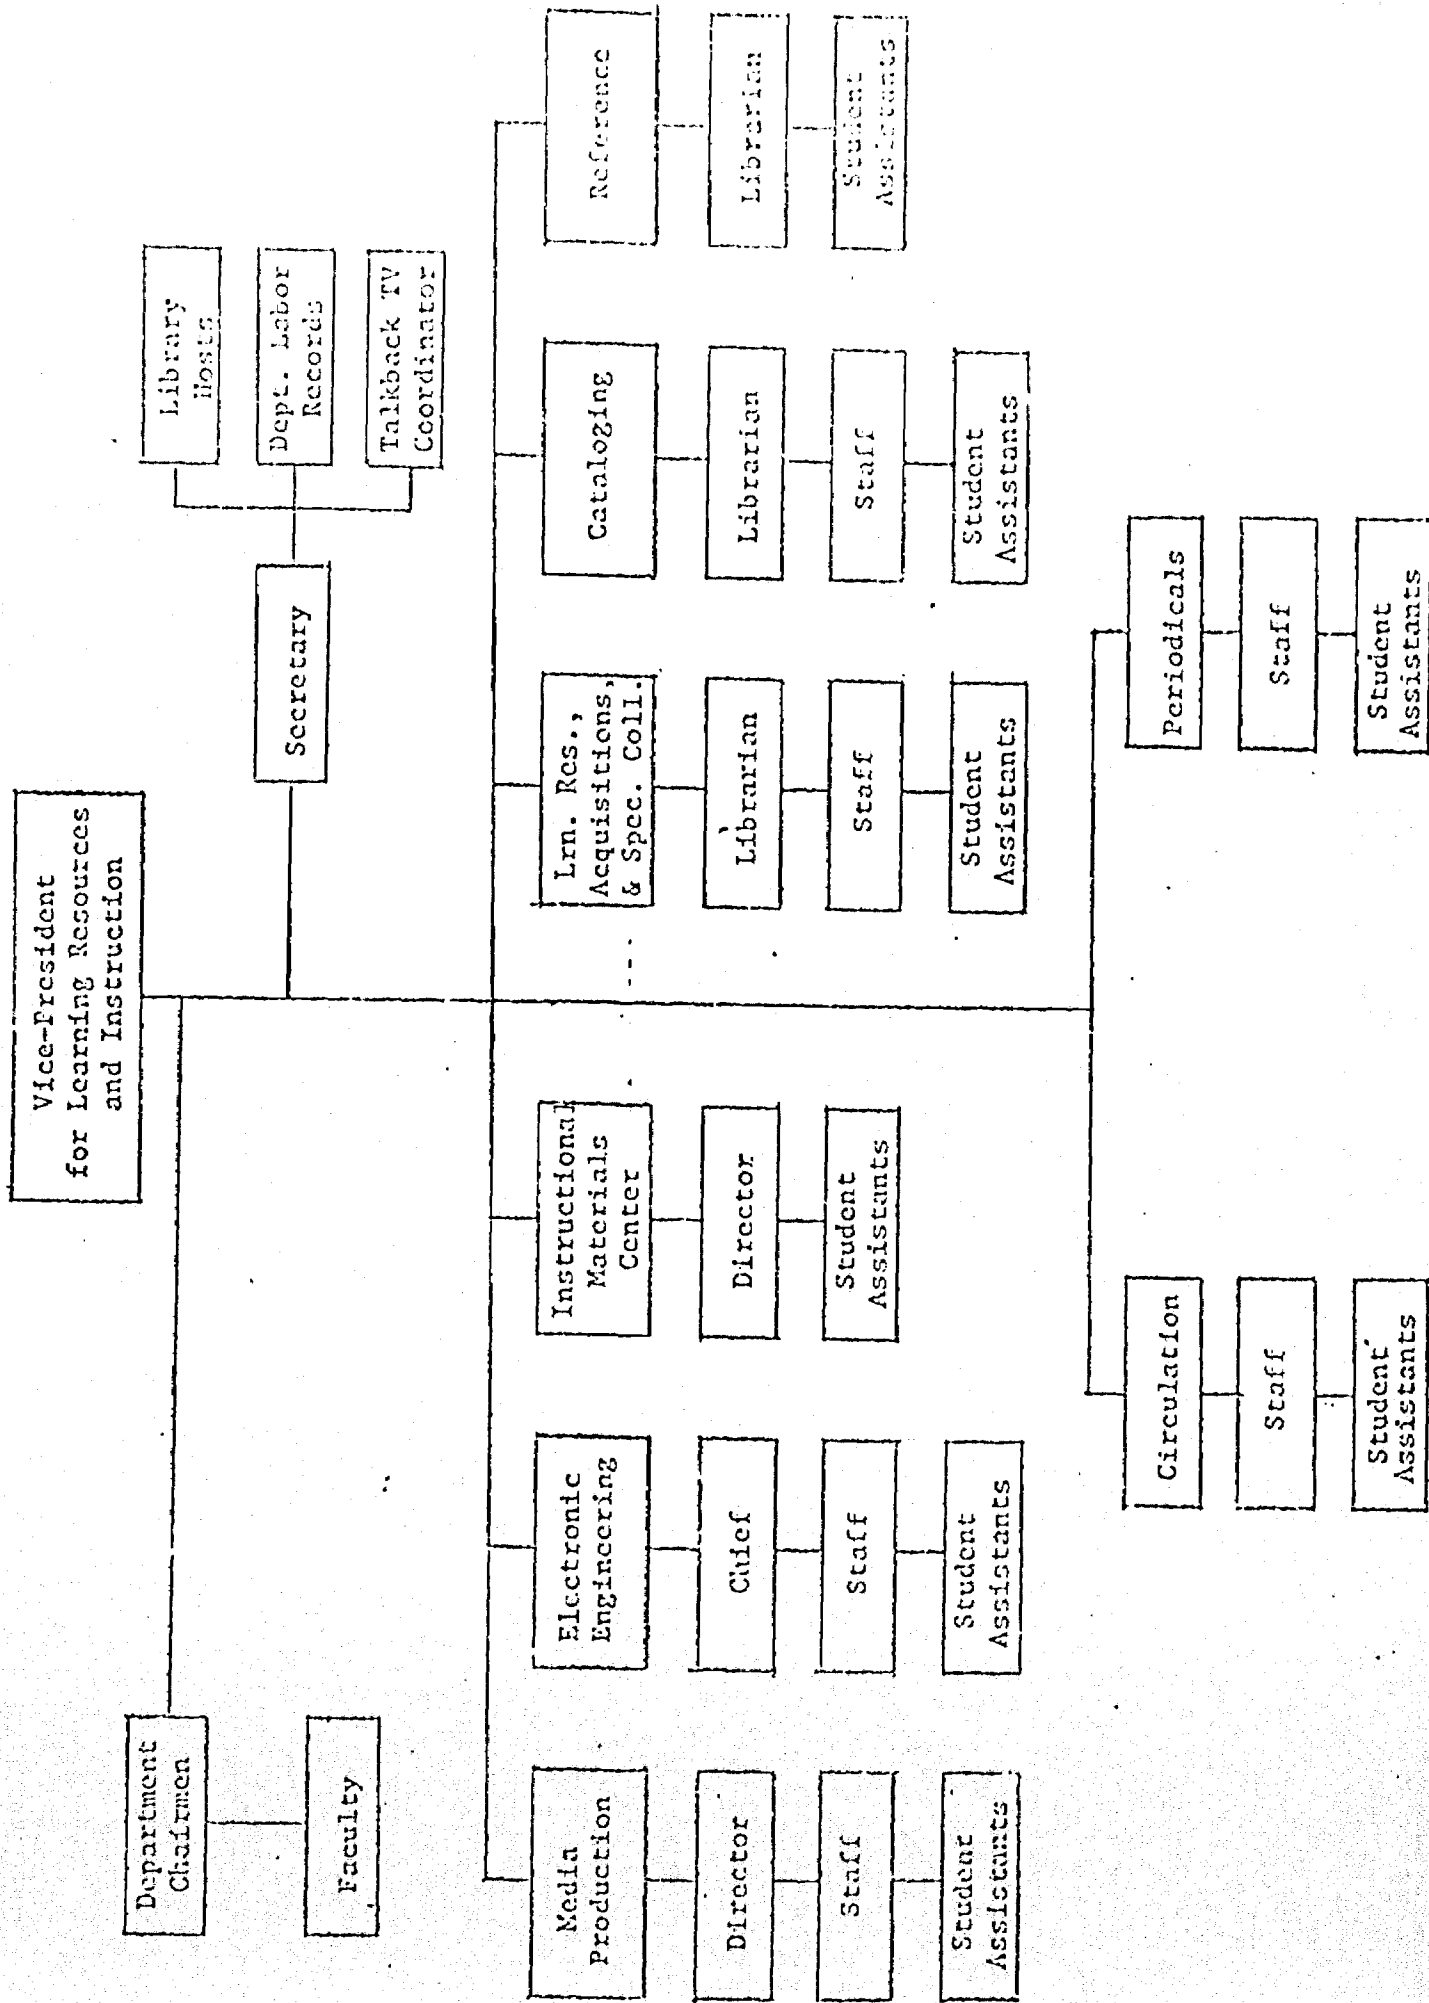 Vice-President
for Learning Resources
and Instruction
Department
Chairmen
Faculty
Secretary
Library
Hosts
Dept. Labor
Records
Talkback TV
Coordinator
Media
Production
Director
Staff
Student
Assistants
Electronic
Engineering
Chief
Staff
Student
Assistants
Instructional
Materials
Center
Director
Student
Assistants
Lrn. Res.,
Acquisitions,
& Spec. Coll.
Librarian
Staff
Student
Assistants
Cataloging
Librarian
Staff
Student
Assistants
Reference
Librarian
Student
Assistants
Circulation
Staff
Student
Assistants
Periodicals
Staff
Student
Assistants